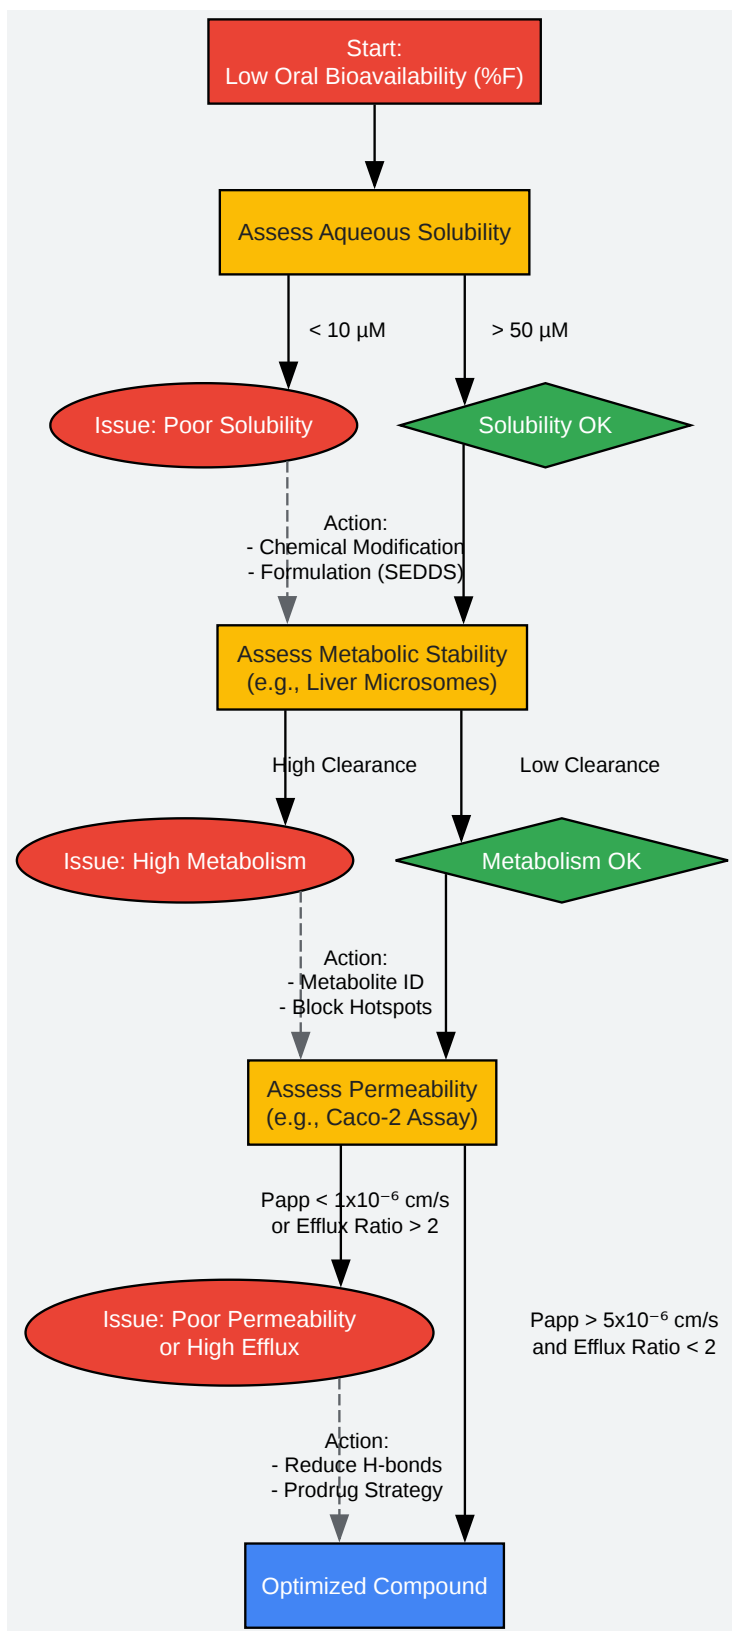 Start:
Low Oral Bioavailability (%F)
Assess Aqueous Solubility
< 10 µM
> 50 µM
Issue: Poor Solubility
Solubility OK
Action:
- Chemical Modification
- Formulation (SEDDS)
Assess Metabolic Stability
(e.g., Liver Microsomes)
High Clearance
Low Clearance
Issue: High Metabolism
Metabolism OK
Action:
- Metabolite ID
- Block Hotspots
Assess Permeability
(e.g., Caco-2 Assay)
Papp < 1x10⁻⁶ cm/s
or Efflux Ratio > 2
Issue: Poor Permeability
or High Efflux
Papp > 5x10⁻⁶ cm/s
and Efflux Ratio < 2
Action:
- Reduce H-bonds
- Prodrug Strategy
Optimized Compound